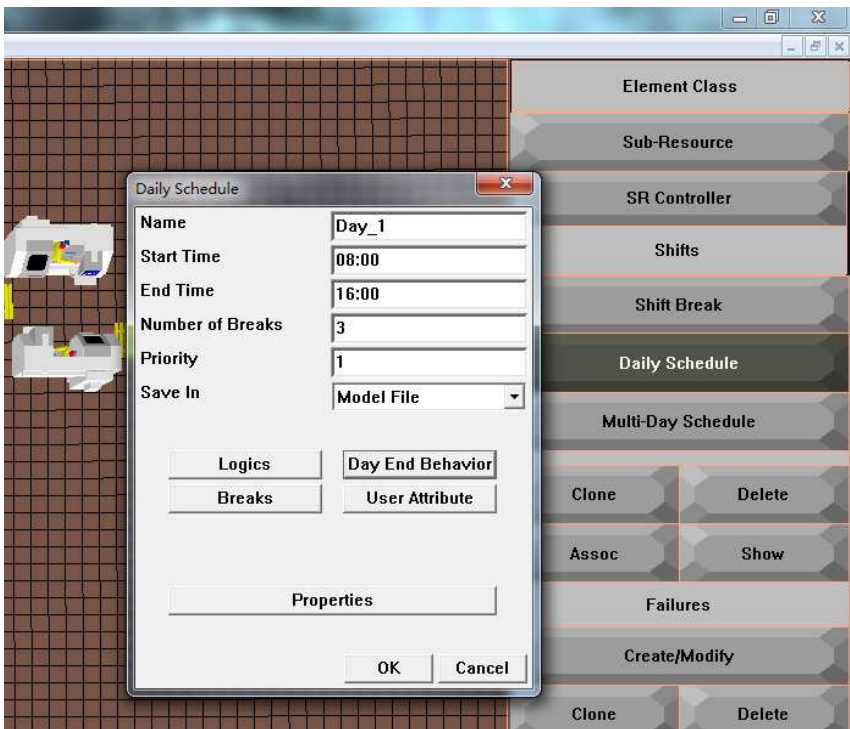 Element Class
Sub-Resource
SR Controller
Shifts
Shift Break
Daily Schedule
Multi-Day Schedule
Clone Delete
Assoc Show
Failures
Create/Modify
Clone Delete
Daily Schedule
Name Day_1
Start Time 08:00
End Time 16:00
Number of Breaks 3
Priority 1
Save In Model File
Logics Day End Behavior
Breaks User Attribute
Properties
OK Cancel